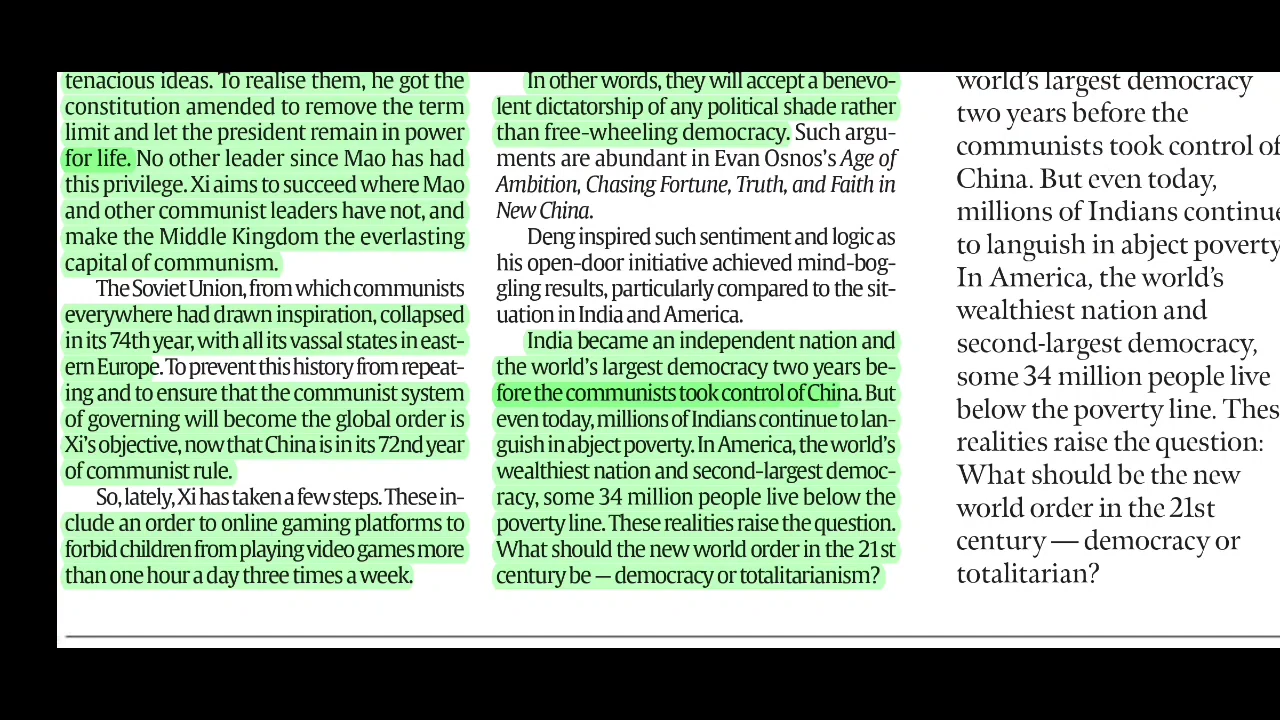 tenacious ideas. To realise them, he got the
constitution amended to remove the term
limit and let the president remain in power
for life. No other leader since Mao has had
this privilege. Xi aims to succeed where Mao
and other communist leaders have not, and
make the Middle Kingdom the everlasting
capital of communism.
The Soviet Union, from which communists
everywhere had drawn inspiration, collapsed
in its 74th year, with all its vassal states in east-
ern Europe. To prevent this history from repeat-
ing and to ensure that the communist system
of governing will become the global order is
Xi's objective, now that China is in its 72nd year
of communist rule.
So, lately, Xi has taken a few steps. These in-
clude an order to online gaming platforms to
forbid children from playing video games more
than one hour a day three times a week.
In other words, they will accept a benevo-
lent dictatorship of any political shade rather
than free-wheeling democracy. Such argu-
ments are abundant in Evan Osnos's Age of
Ambition, Chasing Fortune, Truth, and Faith in
New China.
Deng inspired such sentiment and logic as
his open-door initiative achieved mind-bog-
gling results, particularly compared to the sit-
uation in India and America.
India became an independent nation and
the world's largest democracy two years be-
fore the communists took control of China. But
even today, millions of Indians continue to lan-
guish in abject poverty. In America, the world's
wealthiest nation and second-largest democ-
racy, some 34 million people live below the
poverty line. These realities raise the question.
What should the new world order in the 21st
century be — democracy or totalitarianism?
world's largest democracy
two years before the
communists took control of
China. But even today,
millions of Indians continue
to languish in abject poverty
In America, the world's
wealthiest nation and
second-largest democracy,
some 34 million people live
below the poverty line. Thes
realities raise the question:
What should be the new
world order in the 21st
century — democracy or
totalitarian?